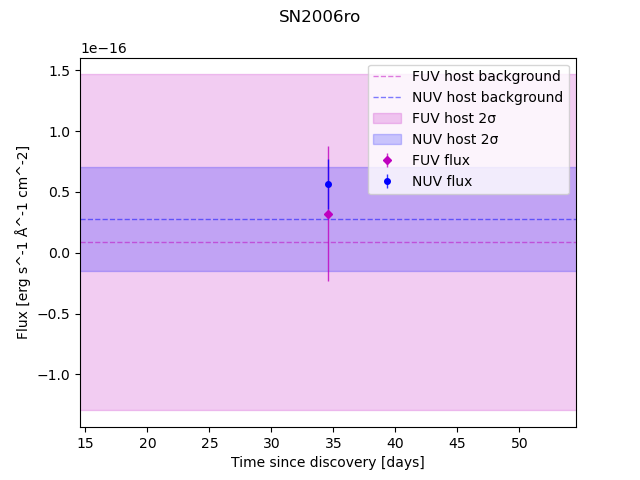 SN2006ro
1e−16
FUV host background
NUV host background
FUV host 2σ
NUV host 2σ
FUV flux
NUV flux
1.5
1.0
0.5
0.0
−0.5
−1.0
Flux [erg s^-1 Å^-1 cm^-2]
15 20 25 30 35 40 45 50
Time since discovery [days]